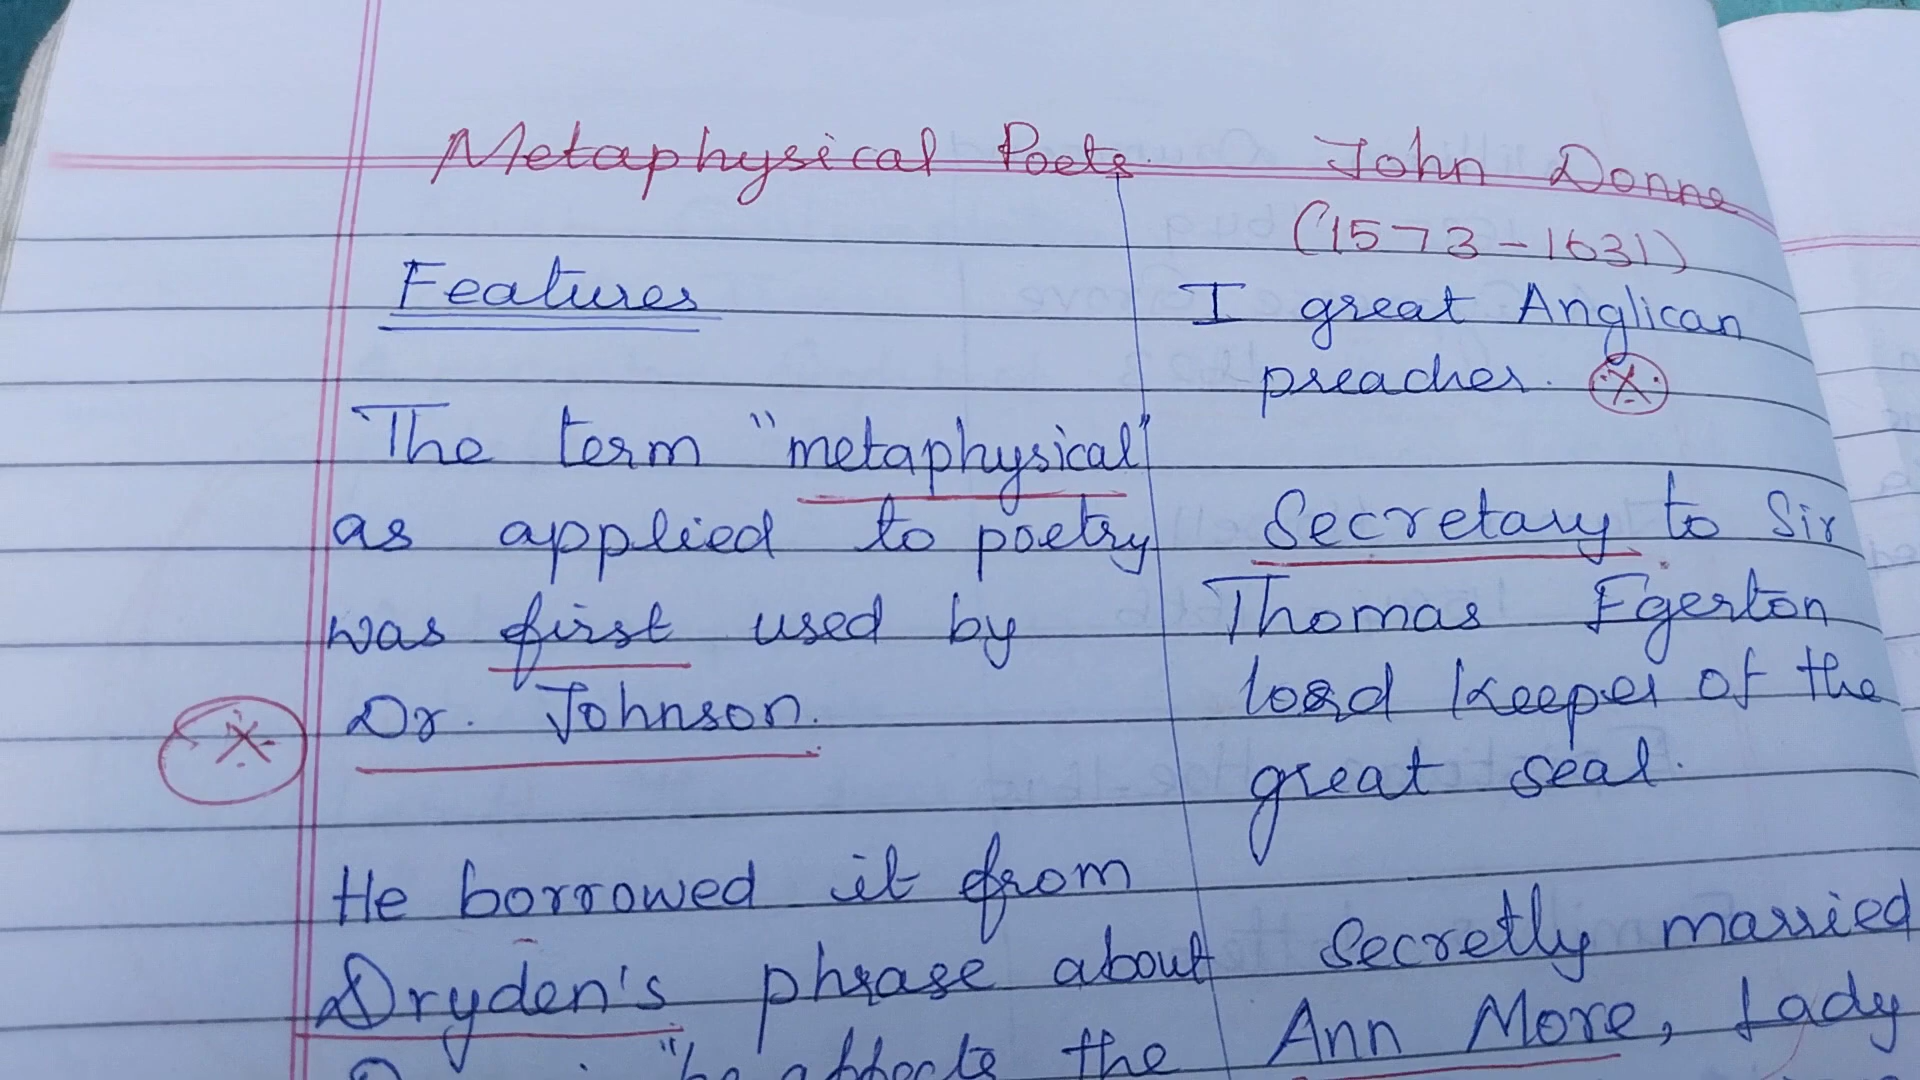 Metaphysical Poets.
Features
The term "metaphysical"
as applied to poetry
was first used by
Dr. Johnson.
He borrowed it from
Dryden's phrase about
"he affects the
John Donne
(1573-1631)
I great Anglican
preacher.
Secretary to Sir
Thomas Egerton
lord Keeper of the
great seal.
Secretly married
Ann More, Lady